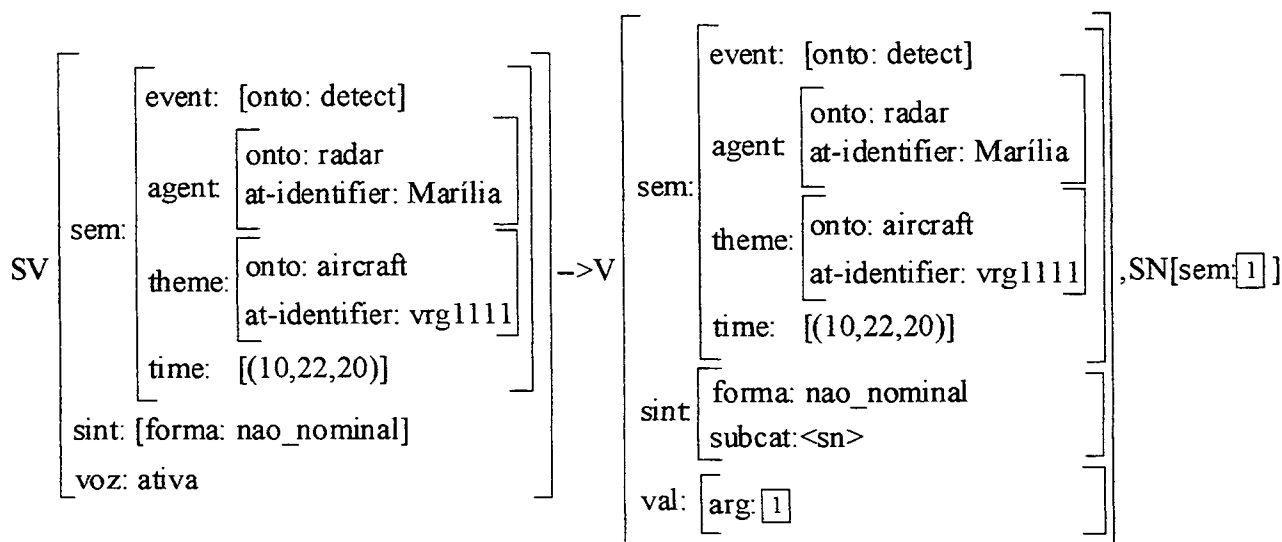 SV
sem:
event: [onto: detect]
agent:
onto: radar
at-identifier: Marília
theme:
onto: aircraft
at-identifier: vrg1111
time: [(10,22,20)]
sint: [forma: nao_nominal]
voz: ativa
–>V
sem:
event: [onto: detect]
agent
onto: radar
at-identifier: Marília
theme:
onto: aircraft
at-identifier: vrg1111
time: [(10,22,20)]
sint
forma: nao_nominal
subcat:<sn>
val: [arg: 1 ]
,SN[sem: 1 ]